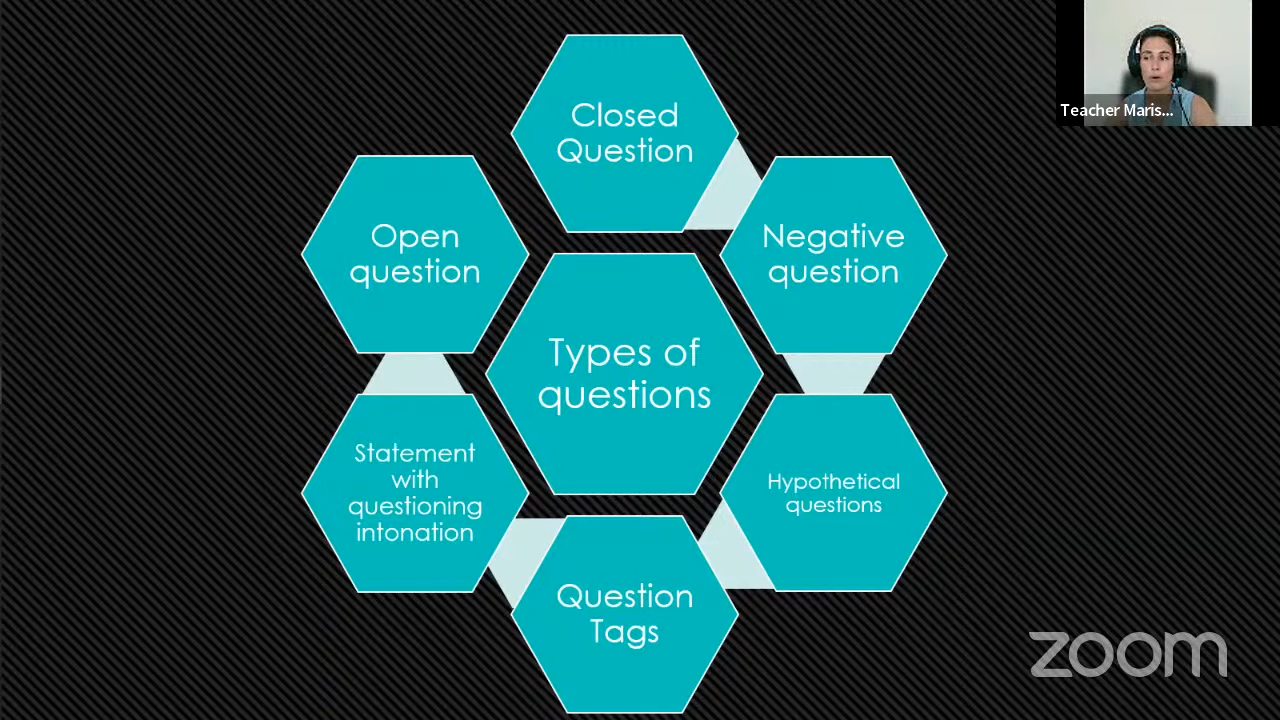 Closed
Question
Negative
question
Hypothetical
questions
Question
Tags
Statement
with
questioning
intonation
Open
question
Types of
questions
Teacher Maris...
zoom